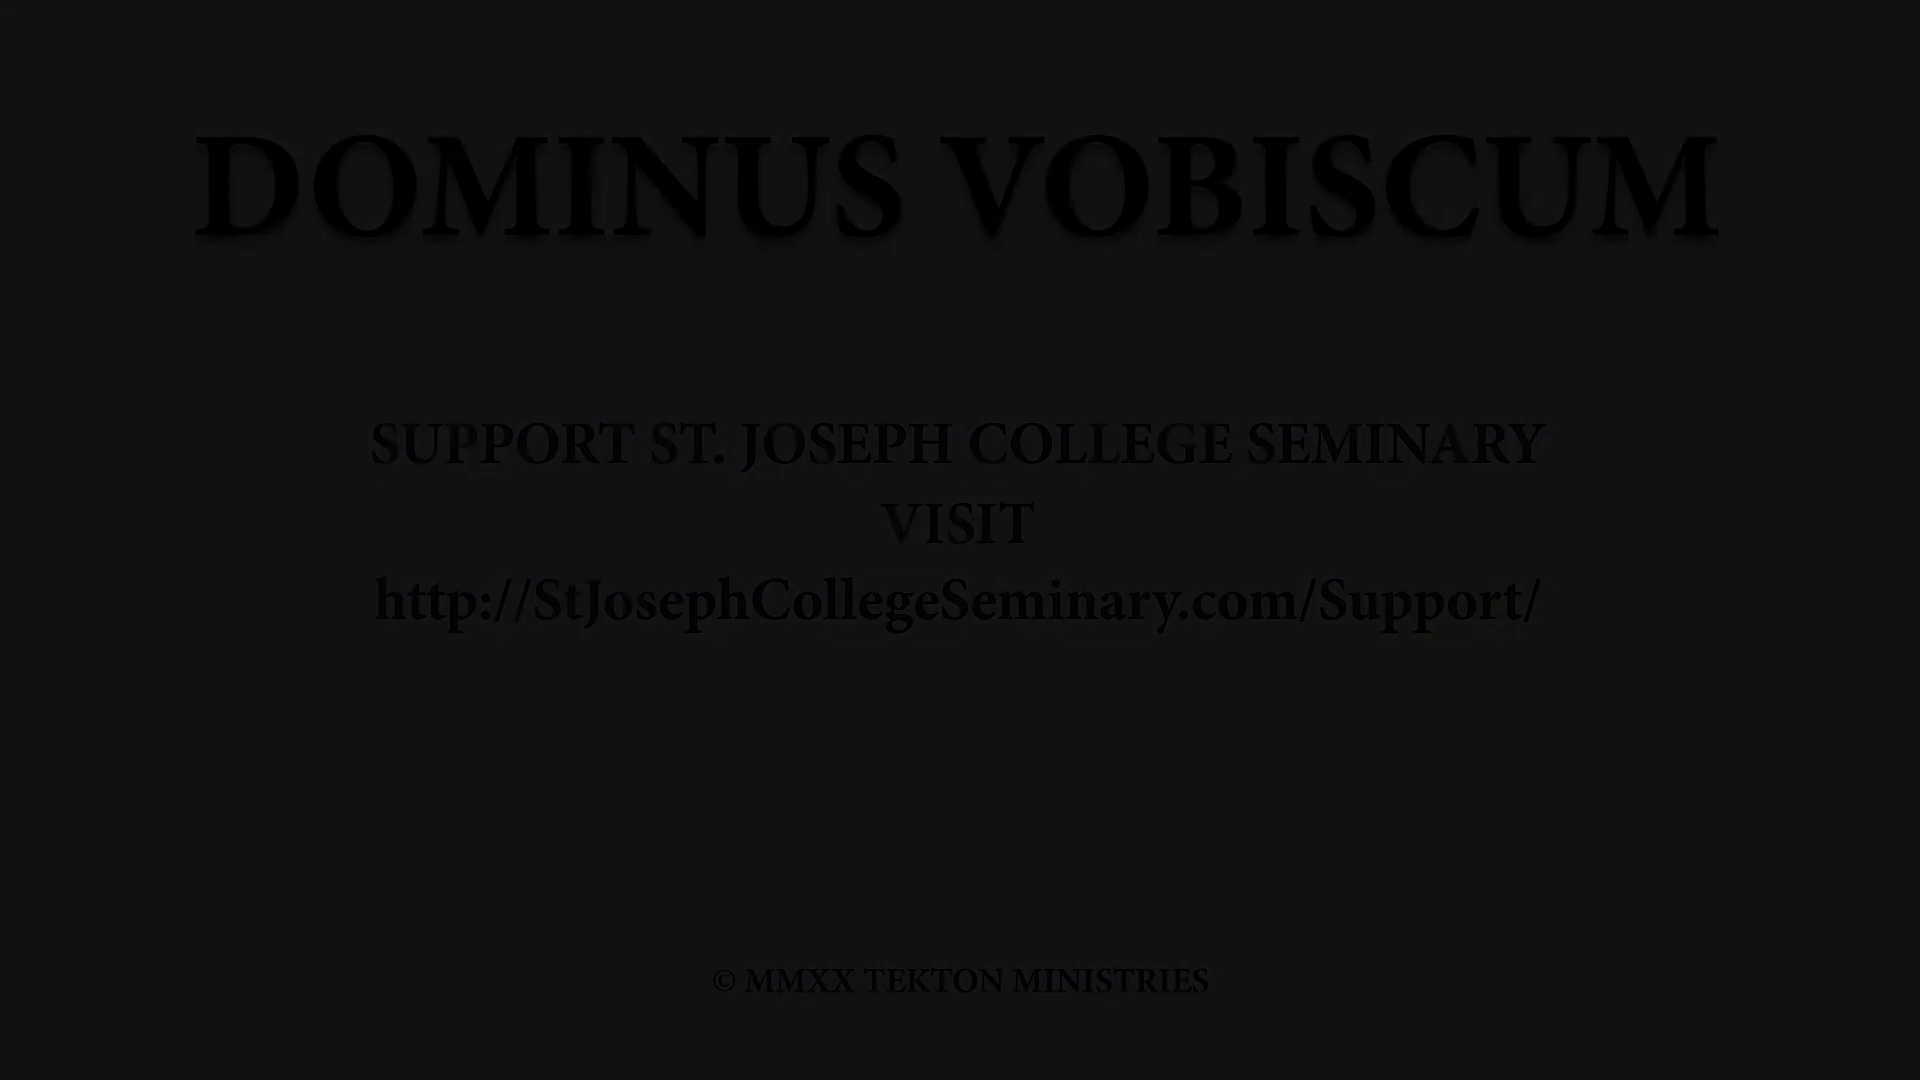 DOMINUS VOBISCUM
SUPPORT ST. JOSEPH COLLEGE SEMINARY
VISIT
http://StJosephCollegeSeminary.com/Support/
© MMXX TEKTON MINISTRIES